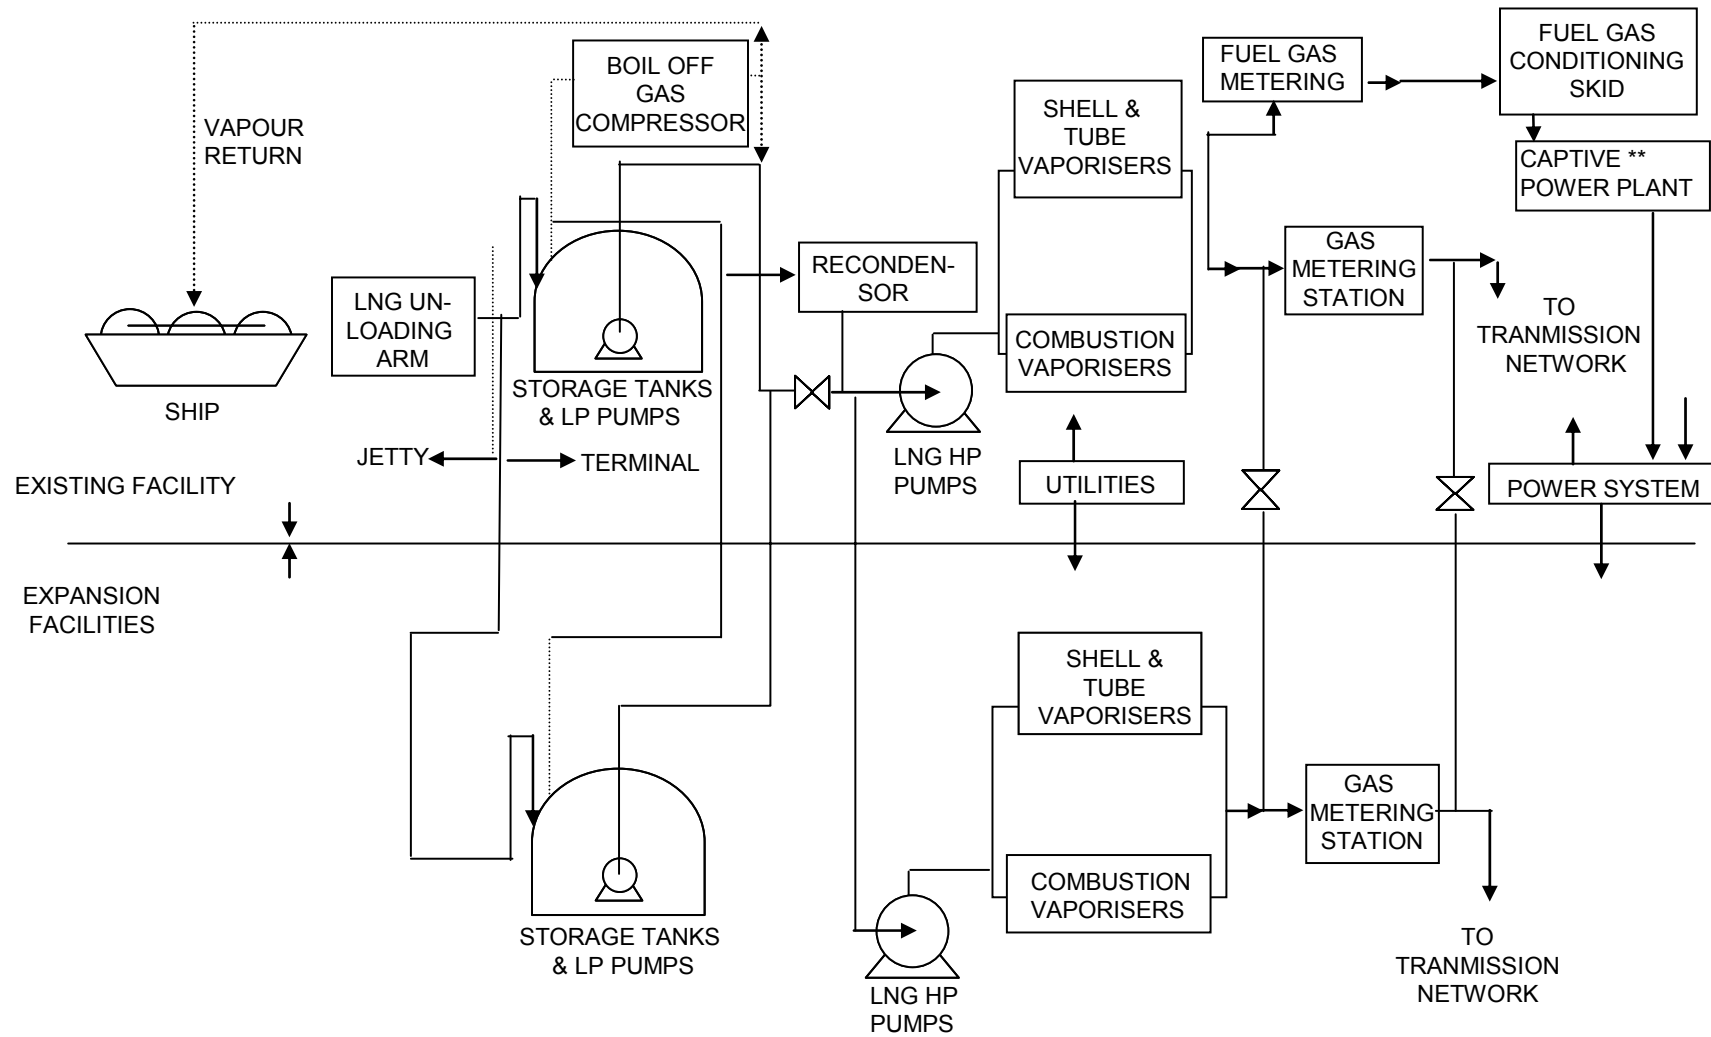 BOIL OFF
GAS
COMPRESSOR
FUEL GAS
METERING
FUEL GAS
CONDITIONING
SKID
VAPOUR
RETURN
SHELL &
TUBE
VAPORISERS
CAPTIVE **
POWER PLANT
LNG UN-
LOADING
ARM
RECONDEN-
SOR
GAS
METERING
STATION
TO
TRANMISSION
NETWORK
COMBUSTION
VAPORISERS
SHIP
STORAGE TANKS
& LP PUMPS
JETTY
TERMINAL
LNG HP
PUMPS
UTILITIES
POWER SYSTEM
EXISTING FACILITY
EXPANSION
FACILITIES
SHELL &
TUBE
VAPORISERS
GAS
METERING
STATION
COMBUSTION
VAPORISERS
STORAGE TANKS
& LP PUMPS
LNG HP
PUMPS
TO
TRANMISSION
NETWORK